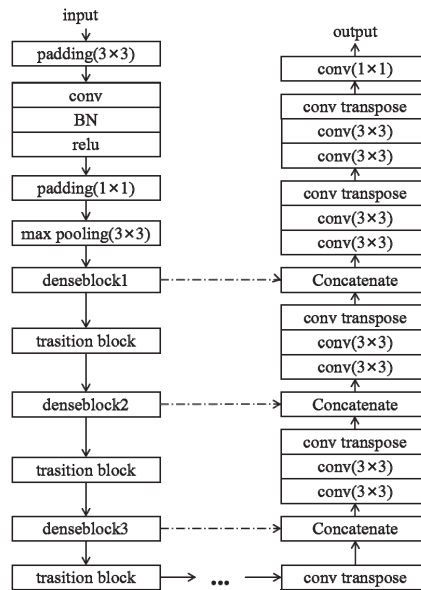 input
padding(3×3)
conv
BN
relu
padding(1×1)
max pooling(3×3)
denseblock1
trasition block
denseblock2
trasition block
denseblock3
trasition block
...
output
conv(1×1)
conv transpose
conv(3×3)
conv(3×3)
conv transpose
conv(3×3)
conv(3×3)
Concatenate
conv transpose
conv(3×3)
conv(3×3)
Concatenate
conv transpose
conv(3×3)
conv(3×3)
Concatenate
conv transpose